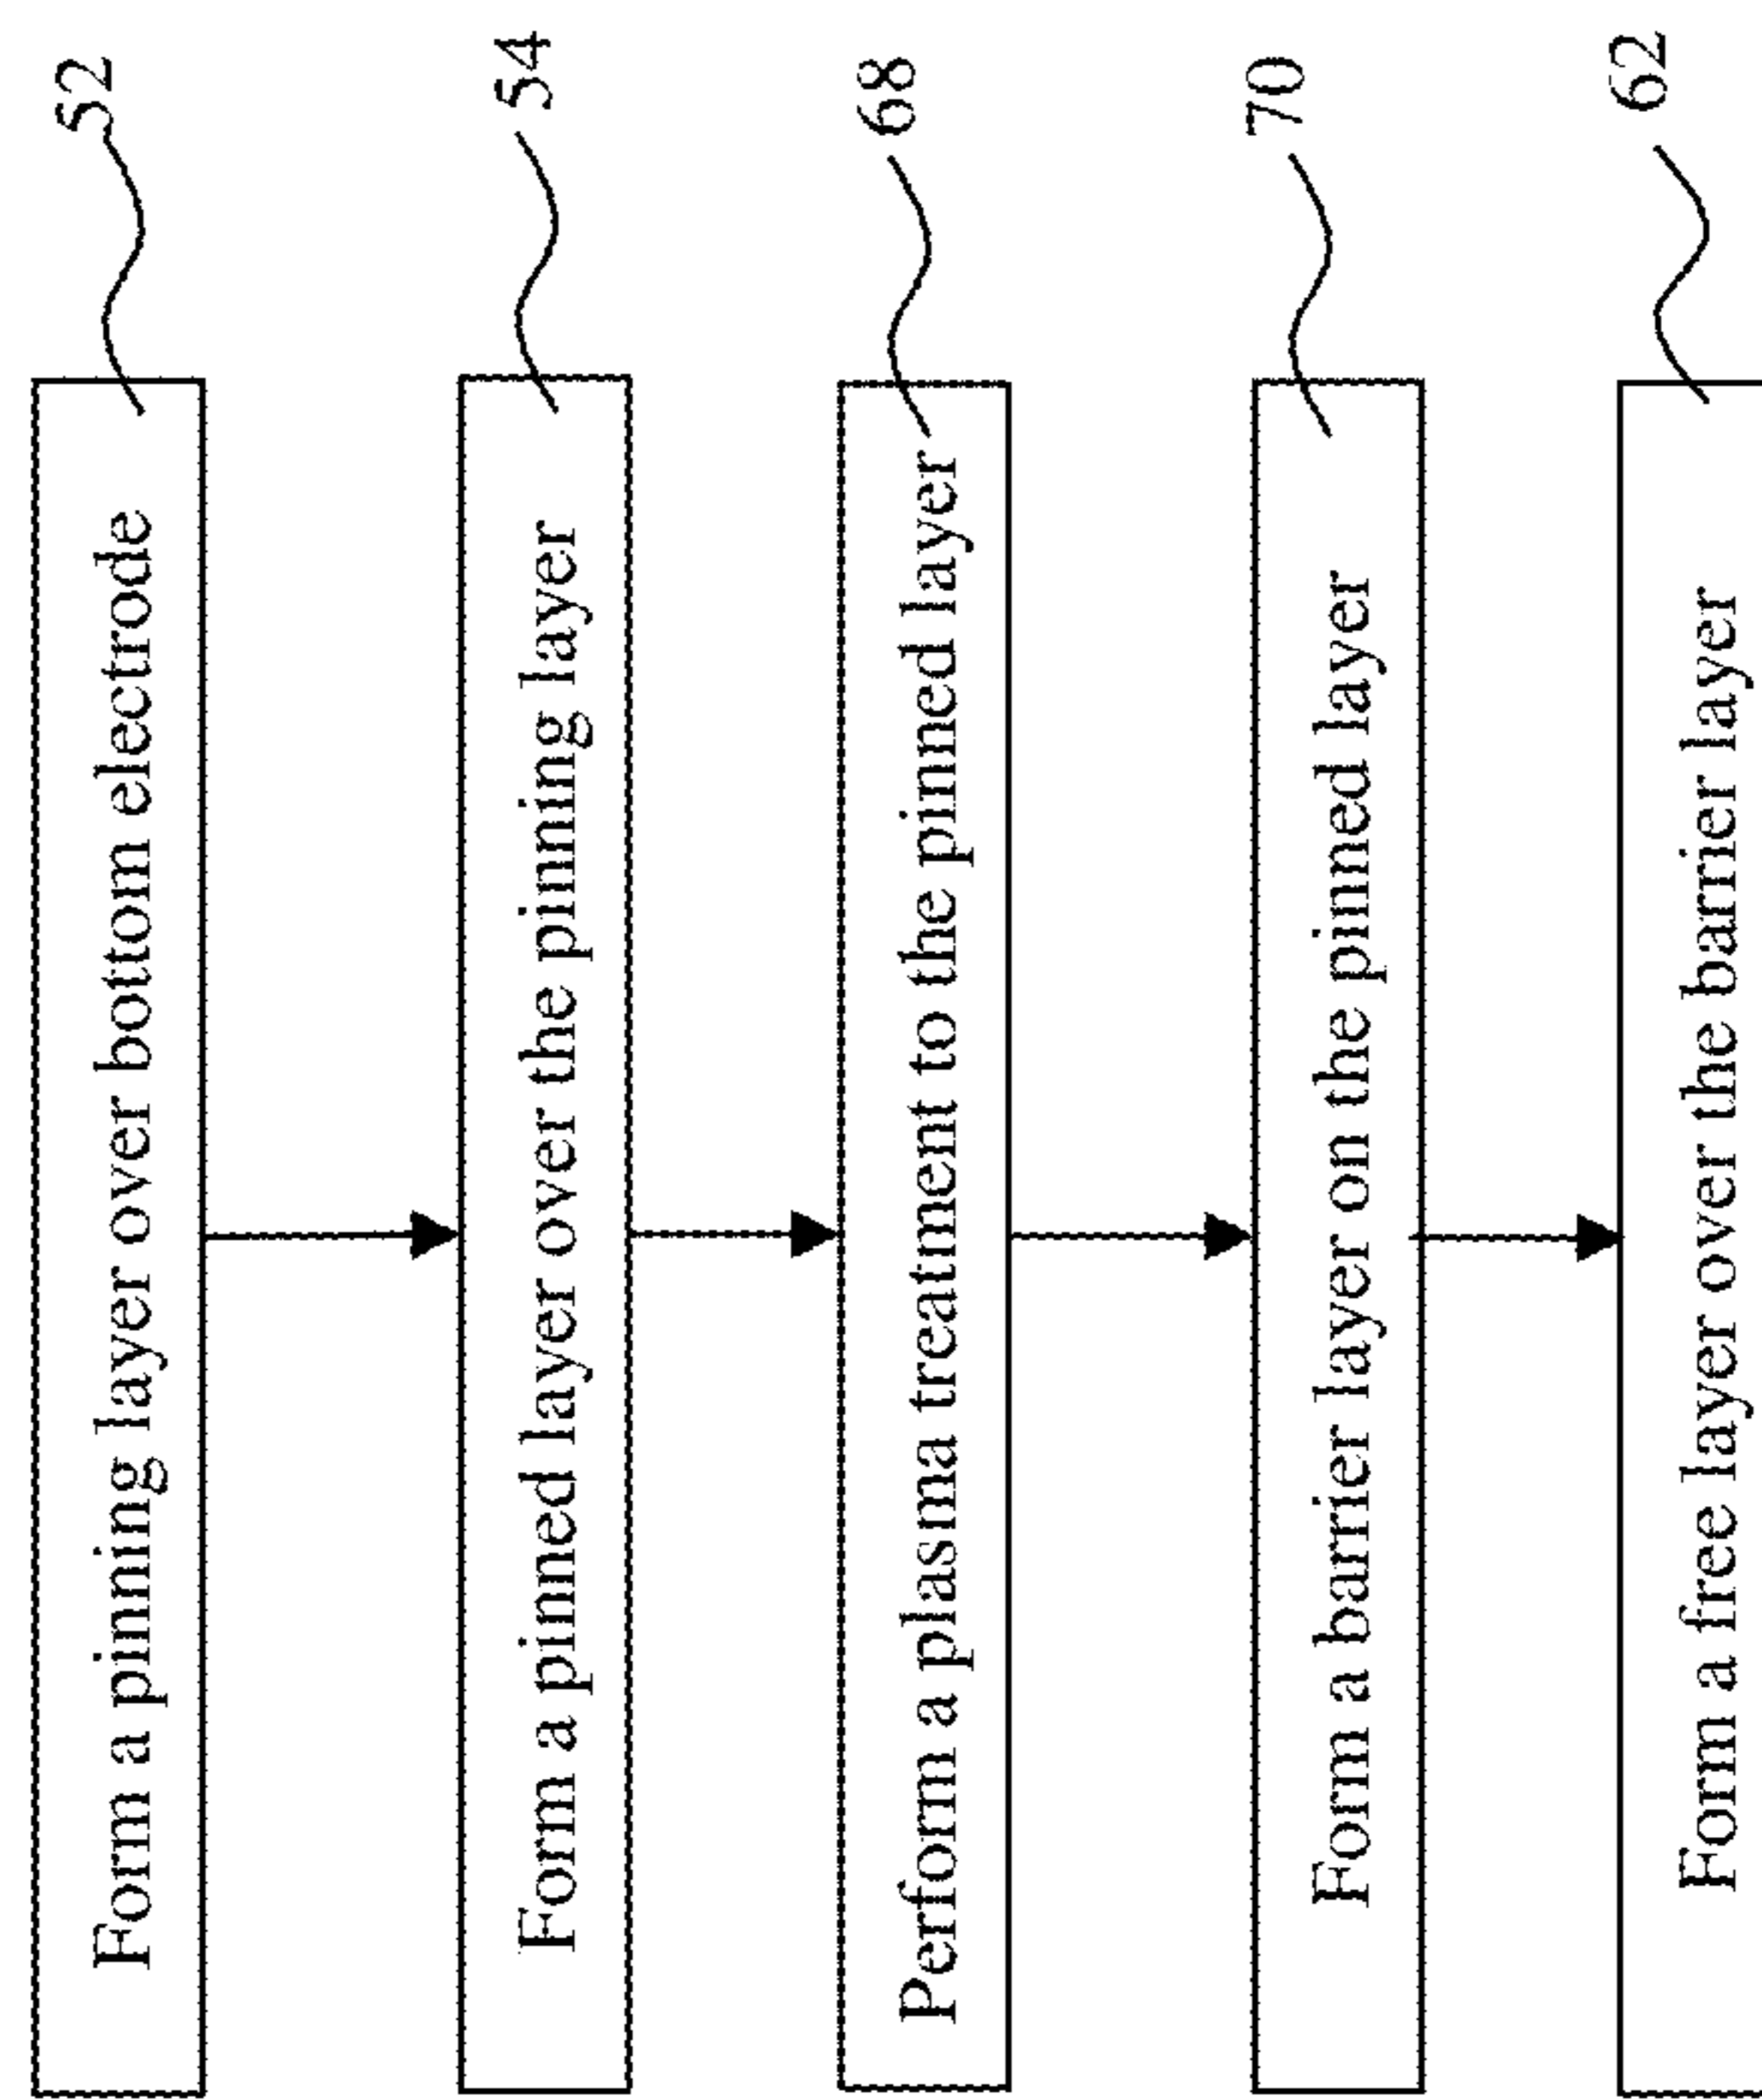 Form a pinning layer over bottom electrode
52
Form a pinned layer over the pinning layer
54
Perform a plasma treatment to the pinned layer
68
Form a barrier layer on the pinned layer
70
Form a free layer over the barrier layer
62